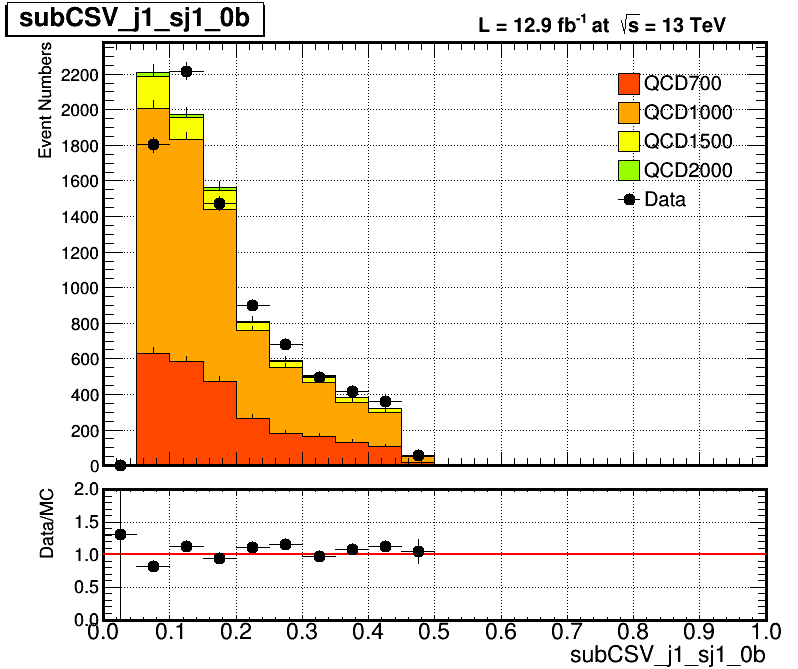 subCSV_j1_sj1_0b
L = 12.9 fb⁻¹ at √s = 13 TeV
Event Numbers
2200
2000
1800
1600
1400
1200
1000
800
600
400
200
0
QCD700
QCD1000
QCD1500
QCD2000
Data
Data/MC
2.0
1.5
1.0
0.5
0.0
0.0 0.1 0.2 0.3 0.4 0.5 0.6 0.7 0.8 0.9 1.0
subCSV_j1_sj1_0b